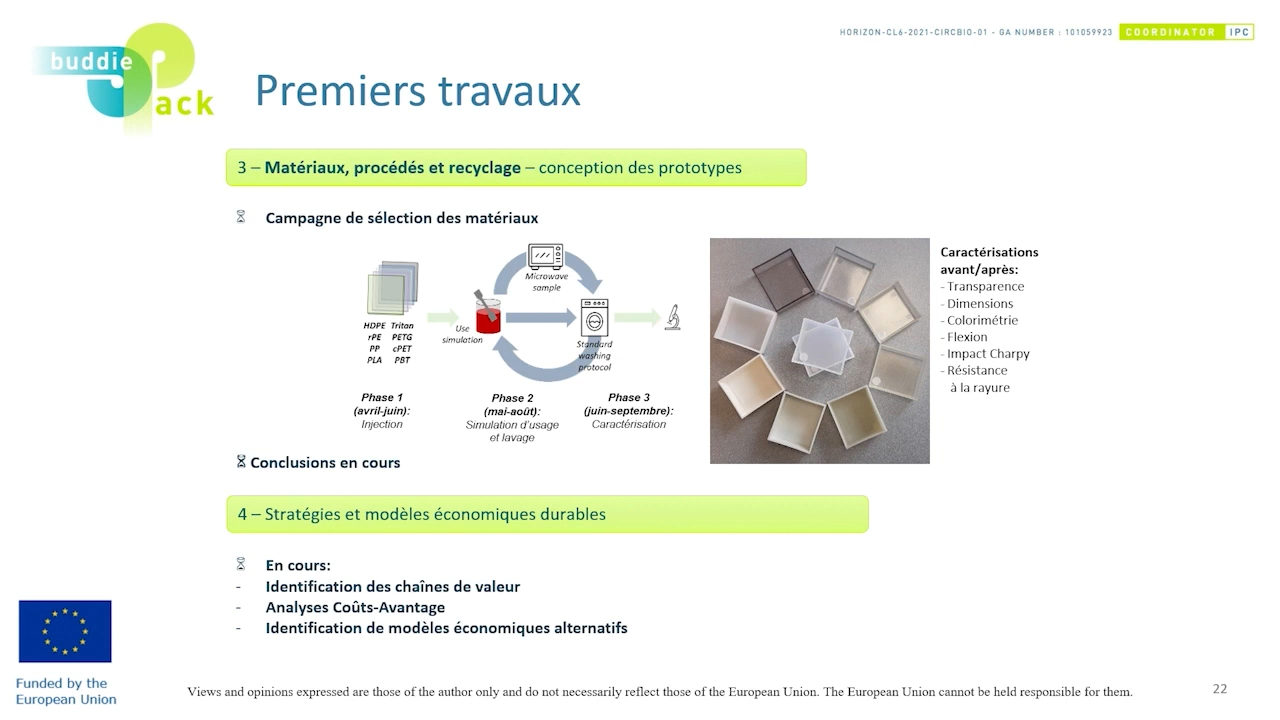 buddie
Pack
HORIZON-CL6-2021-CIRCBIO-01 - GA NUMBER : 101059923 COORDINATOR IPC
Premiers travaux
3 – Matériaux, procédés et recyclage – conception des prototypes
Campagne de sélection des matériaux
Microwave
sample
HDPE Tritan
rPE PETG
PP cPET
PLA PBT
Use
simulation
Standard
washing
protocol
Phase 1
(avril-juin):
Injection
Phase 2
(mai-août):
Simulation d'usage
et lavage
Phase 3
(juin-septembre):
Caractérisation
Caractérisations
avant/après:
- Transparence
- Dimensions
- Colorimétrie
- Flexion
- Impact Charpy
- Résistance
à la rayure
Conclusions en cours
4 – Stratégies et modèles économiques durables
En cours:
- Identification des chaînes de valeur
- Analyses Coûts-Avantage
- Identification de modèles économiques alternatifs
Funded by the
European Union
Views and opinions expressed are those of the author only and do not necessarily reflect those of the European Union. The European Union cannot be held responsible for them.
22